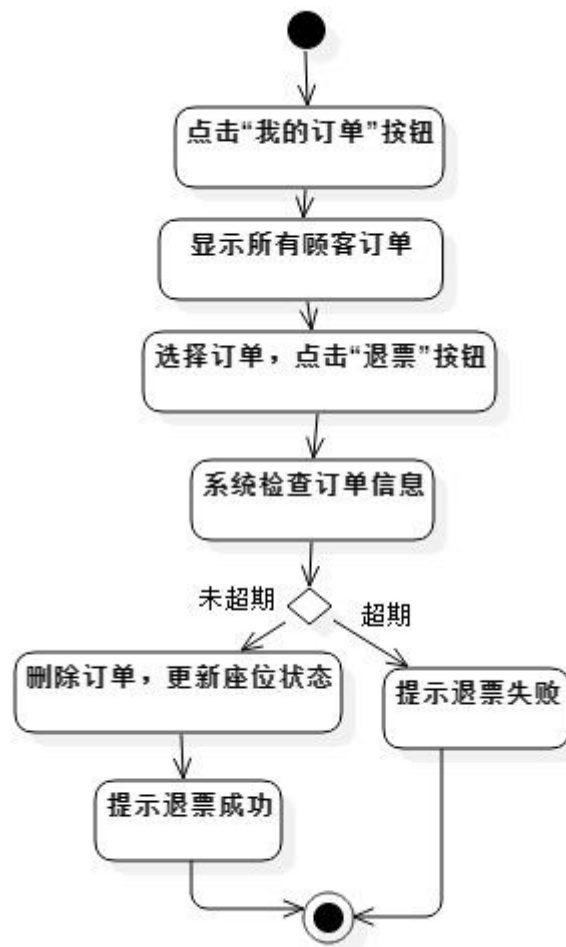 点击“我的订单”按钮
显示所有顾客订单
选择订单，点击“退票”按钮
系统检查订单信息
未超期
超期
删除订单，更新座位状态
提示退票失败
提示退票成功